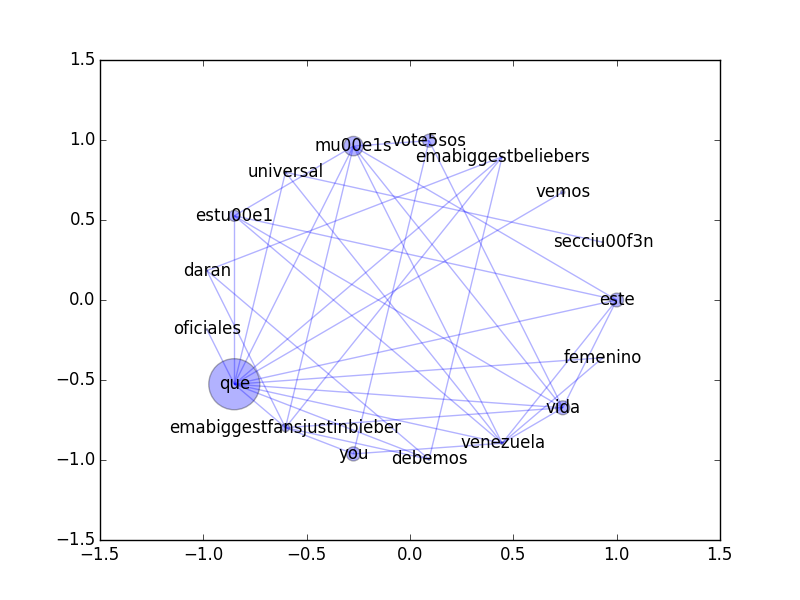 1.5
1.0
0.5
0.0
−0.5
−1.0
−1.5
mu00e1s
vote5sos
emabiggestbeliebers
universal
vemos
estu00e1
secciu00f3n
daran
este
oficiales
femenino
que
vida
emabiggestfansjustinbieber
venezuela
you
debemos
−1.5 −1.0 −0.5 0.0 0.5 1.0 1.5